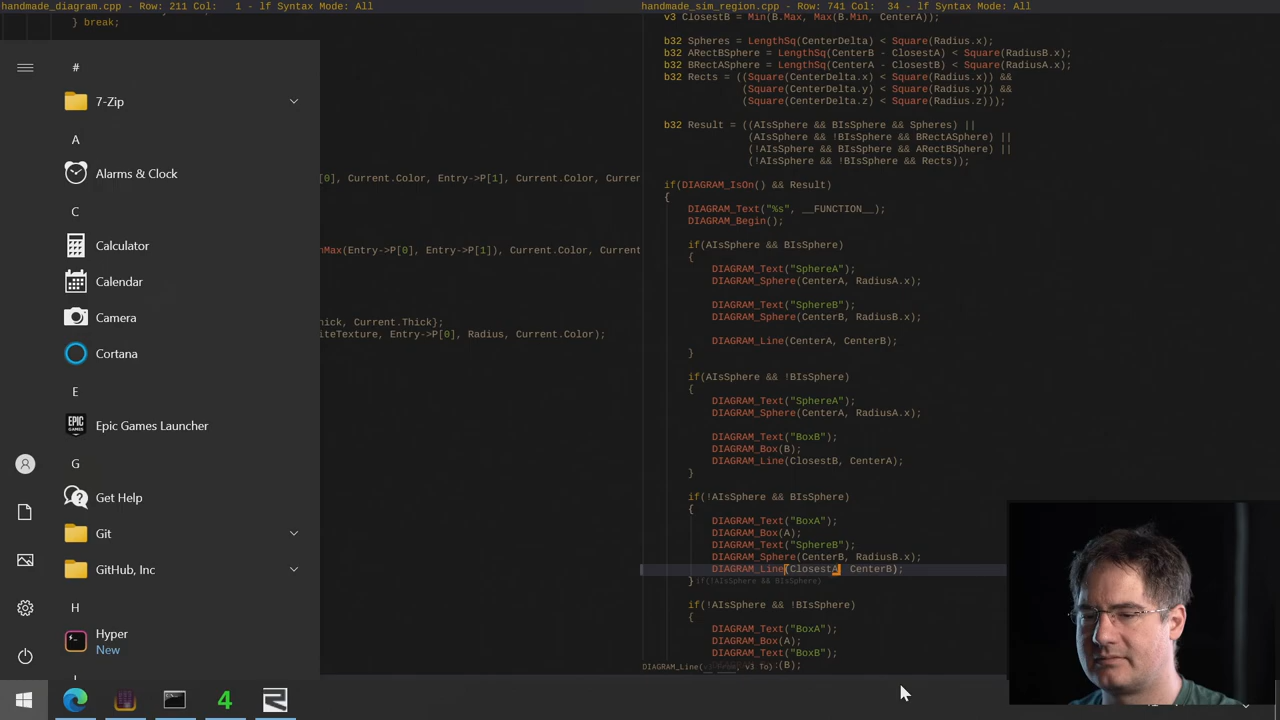 handmade_diagram.cpp - Row: 211 Col:   1 - lf Syntax Mode: All
} break;
#
7-Zip
A
Alarms & Clock
C
Calculator
Calendar
Camera
Cortana
E
Epic Games Launcher
G
Get Help
Git
GitHub, Inc
H
Hyper
New
[0], Current.Color, Entry->P[1], Current.Color, Curren
nMax(Entry->P[0], Entry->P[1]), Current.Color, Current
hick, Current.Thick};
iteTexture, Entry->P[0], Radius, Current.Color);
handmade_sim_region.cpp - Row: 741 Col:  34 - lf Syntax Mode: All
v3 ClosestB = Min(B.Max, Max(B.Min, CenterA));
b32 Spheres = LengthSq(CenterDelta) < Square(Radius.x);
b32 ARectBSphere = LengthSq(CenterB - ClosestA) < Square(RadiusB.x);
b32 BRectASphere = LengthSq(CenterA - ClosestB) < Square(RadiusA.x);
b32 Rects = ((Square(CenterDelta.x) < Square(Radius.x)) &&
(Square(CenterDelta.y) < Square(Radius.y)) &&
(Square(CenterDelta.z) < Square(Radius.z)));
b32 Result = ((AIsSphere && BIsSphere && Spheres) ||
(AIsSphere && !BIsSphere && BRectASphere) ||
(!AIsSphere && BIsSphere && ARectBSphere) ||
(!AIsSphere && !BIsSphere && Rects));
if(DIAGRAM_IsOn() && Result)
{
DIAGRAM_Text("%s", __FUNCTION__);
DIAGRAM_Begin();
if(AIsSphere && BIsSphere)
{
DIAGRAM_Text("SphereA");
DIAGRAM_Sphere(CenterA, RadiusA.x);
DIAGRAM_Text("SphereB");
DIAGRAM_Sphere(CenterB, RadiusB.x);
DIAGRAM_Line(CenterA, CenterB);
}
if(AIsSphere && !BIsSphere)
{
DIAGRAM_Text("SphereA");
DIAGRAM_Sphere(CenterA, RadiusA.x);
DIAGRAM_Text("BoxB");
DIAGRAM_Box(B);
DIAGRAM_Line(ClosestB, CenterA);
}
if(!AIsSphere && BIsSphere)
{
DIAGRAM_Text("BoxA");
DIAGRAM_Box(A);
DIAGRAM_Text("SphereB");
DIAGRAM_Sphere(CenterB, RadiusB.x);
DIAGRAM_Line(ClosestA, CenterB);
} if(!AIsSphere && BIsSphere)
if(!AIsSphere && !BIsSphere)
{
DIAGRAM_Text("BoxA");
DIAGRAM_Box(A);
DIAGRAM_Text("BoxB");
(B);
DIAGRAM_Line(
v3 To)
4